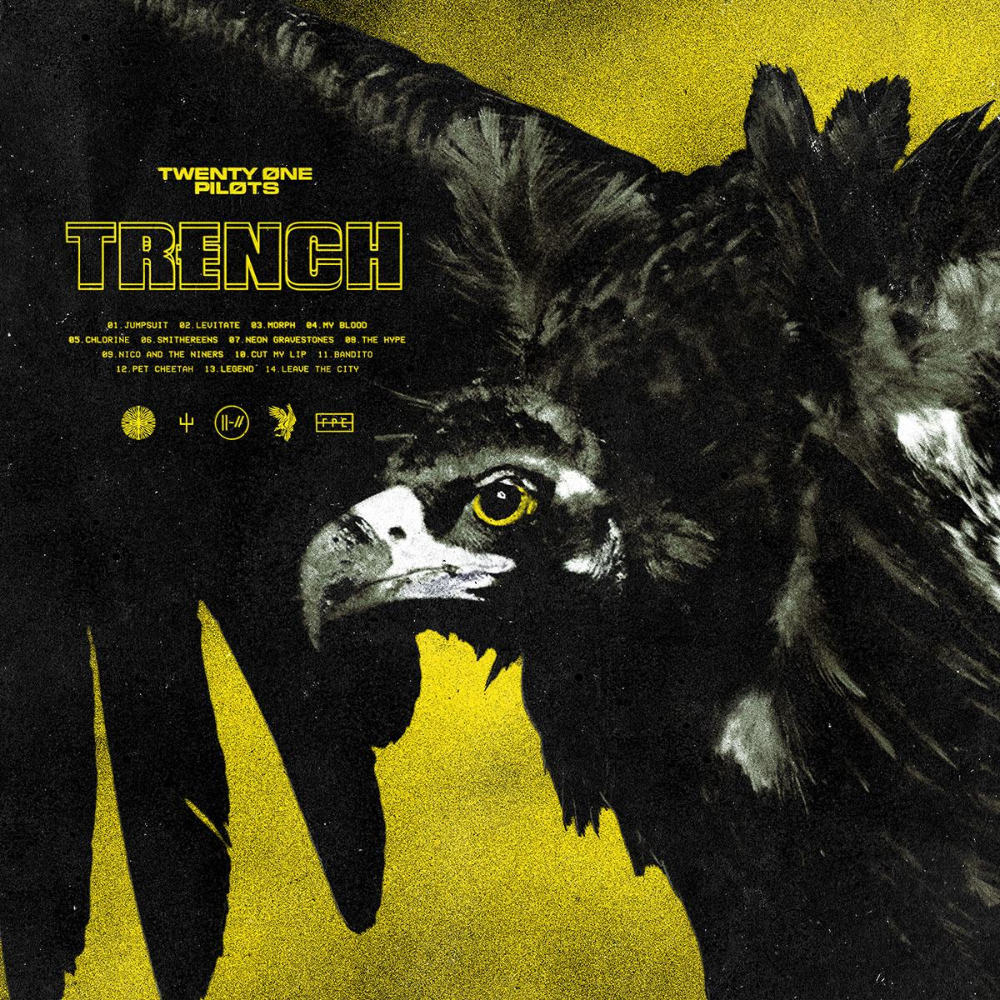 TWENTY ØNE
PILØTS
TRENCH
01.JUMPSUIT 02.LEVITATE 03.MORPH 04.MY BLOOD
05.CHLORINE 06.SMITHEREENS 07.NEON GRAVESTONES 08.THE HYPE
09.NICO AND THE NINERS 10.CUT MY LIP 11.BANDITO
12.PET CHEETAH 13.LEGEND 14.LEAVE THE CITY
FPE